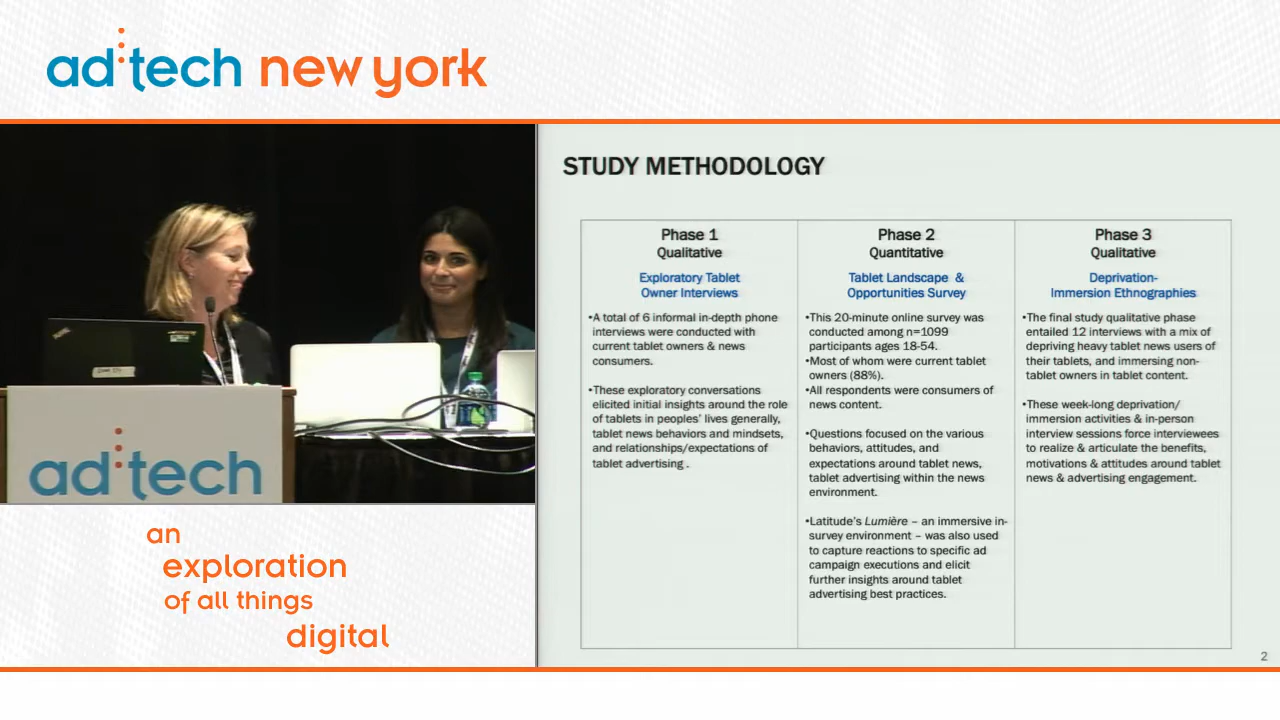 ad:tech new york
STUDY METHODOLOGY
Phase 1
Qualitative
Exploratory Tablet
Owner Interviews
•A total of 6 informal in-depth phone
interviews were conducted with
current tablet owners & news
consumers.
•These exploratory conversations
elicited initial insights around the role
of tablets in peoples' lives generally,
tablet news behaviors and mindsets,
and relationships/expectations of
tablet advertising .
Phase 2
Quantitative
Tablet Landscape &
Opportunities Survey
•This 20-minute online survey was
conducted among n=1099
participants ages 18-54.
•Most of whom were current tablet
owners (88%).
•All respondents were consumers of
news content.
•Questions focused on the various
behaviors, attitudes, and
expectations around tablet news,
tablet advertising within the news
environment.
•Latitude's Lumière – an immersive in-
survey environment – was also used
to capture reactions to specific ad
campaign executions and elicit
further insights around tablet
advertising best practices.
Phase 3
Qualitative
Deprivation-
Immersion Ethnographies
•The final study qualitative phase
entailed 12 interviews with a mix of
depriving heavy tablet news users of
their tablets, and immersing non-
tablet owners in tablet content.
•These week-long deprivation/
immersion activities & in-person
interview sessions force interviewees
to realize & articulate the benefits,
motivations & attitudes around tablet
news & advertising engagement.
2
ad:tech
an
exploration
of all things
digital